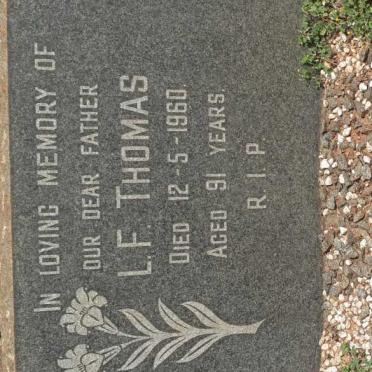 IN LOVING MEMORY OF
OUR DEAR FATHER
L.F. THOMAS
DIED 12-5-1960.
AGED 91 YEARS.
R.I.P.